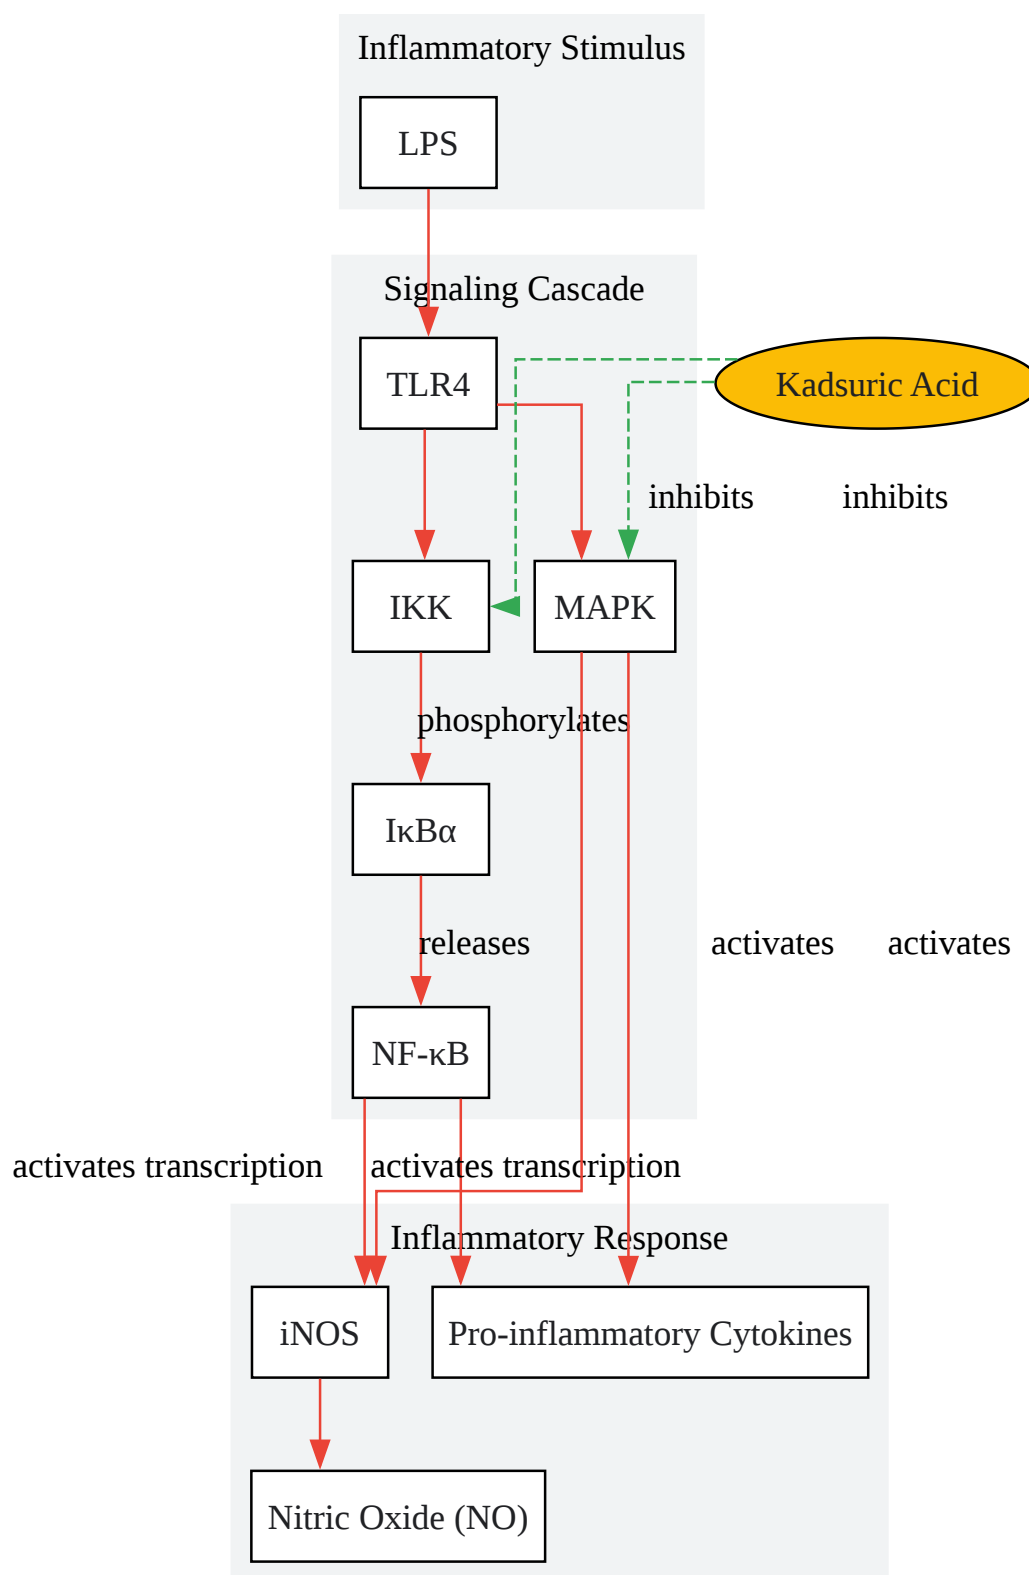 Inflammatory Stimulus
LPS
Signaling Cascade
TLR4
Kadsuric Acid
inhibits
inhibits
IKK
MAPK
phosphorylates
IκBα
releases
activates
activates
NF-κB
activates transcription
activates transcription
Inflammatory Response
iNOS
Pro-inflammatory Cytokines
Nitric Oxide (NO)